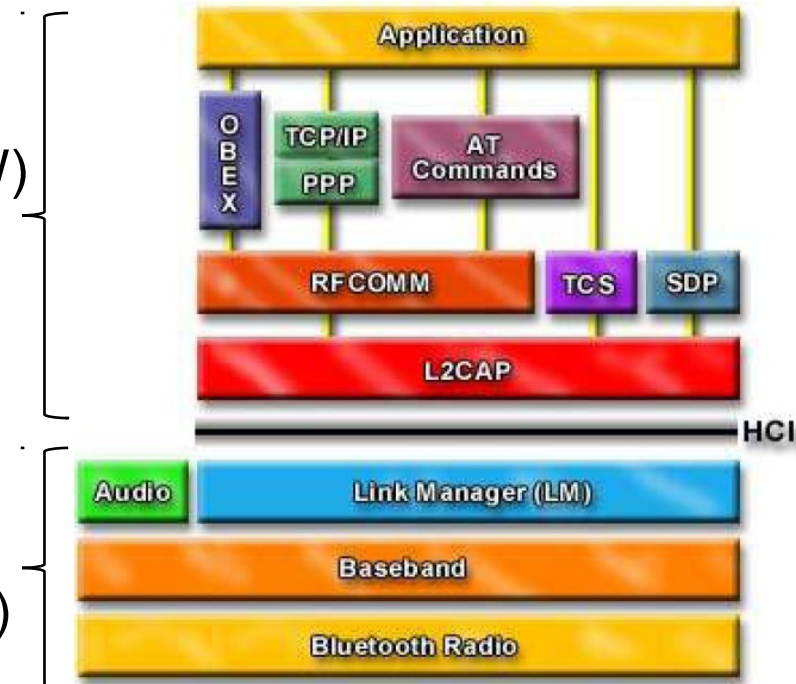 Application
OBEX
TCP/IP
PPP
AT
Commands
/)
RFCOMM
TCS
SDP
L2CAP
HCI
Audio
Link Manager (LM)
Baseband
)
Bluetooth Radio